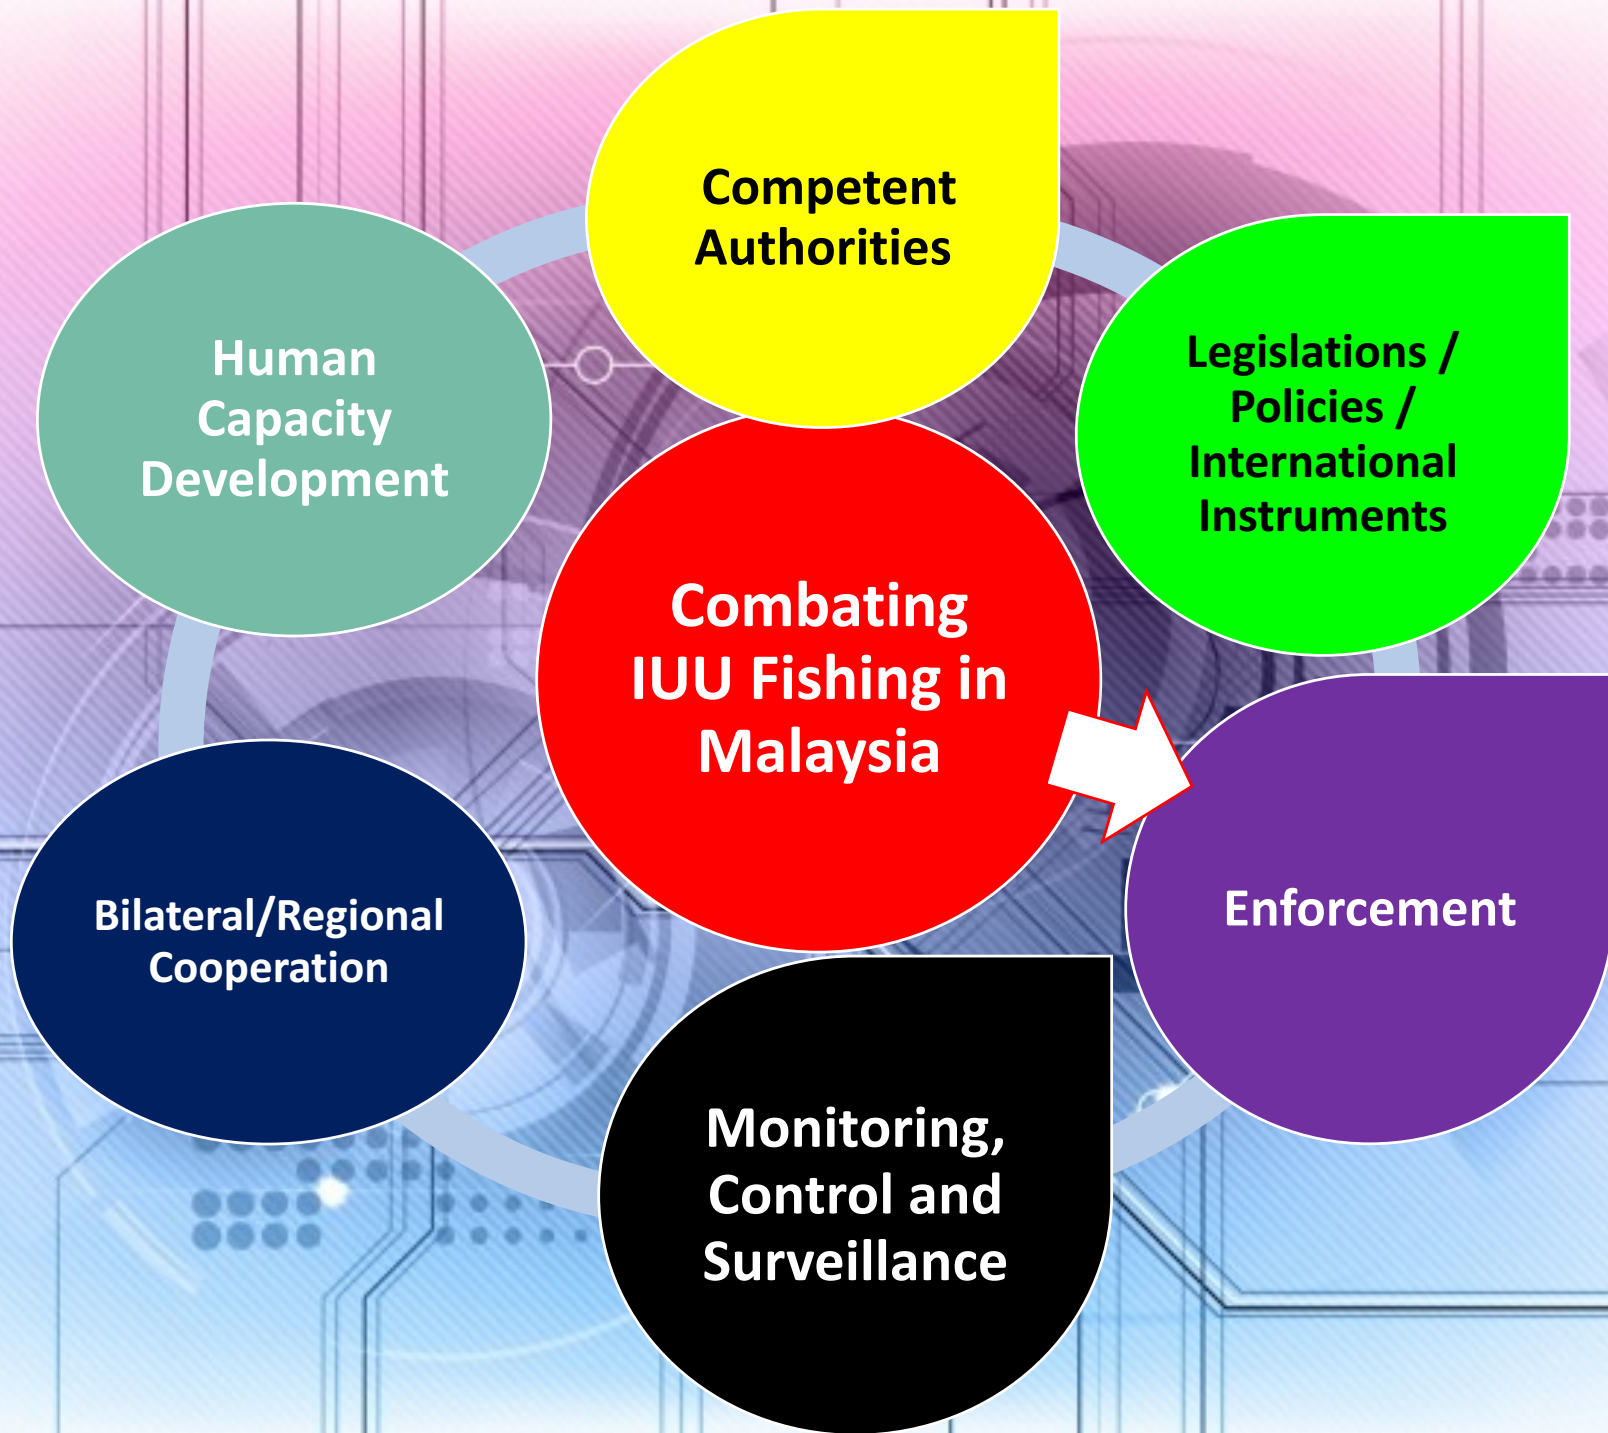 Competent
Authorities
Legislations /
Policies /
International
Instruments
Human
Capacity
Development
Combating
IUU Fishing in
Malaysia
Enforcement
Bilateral/Regional
Cooperation
Monitoring,
Control and
Surveillance